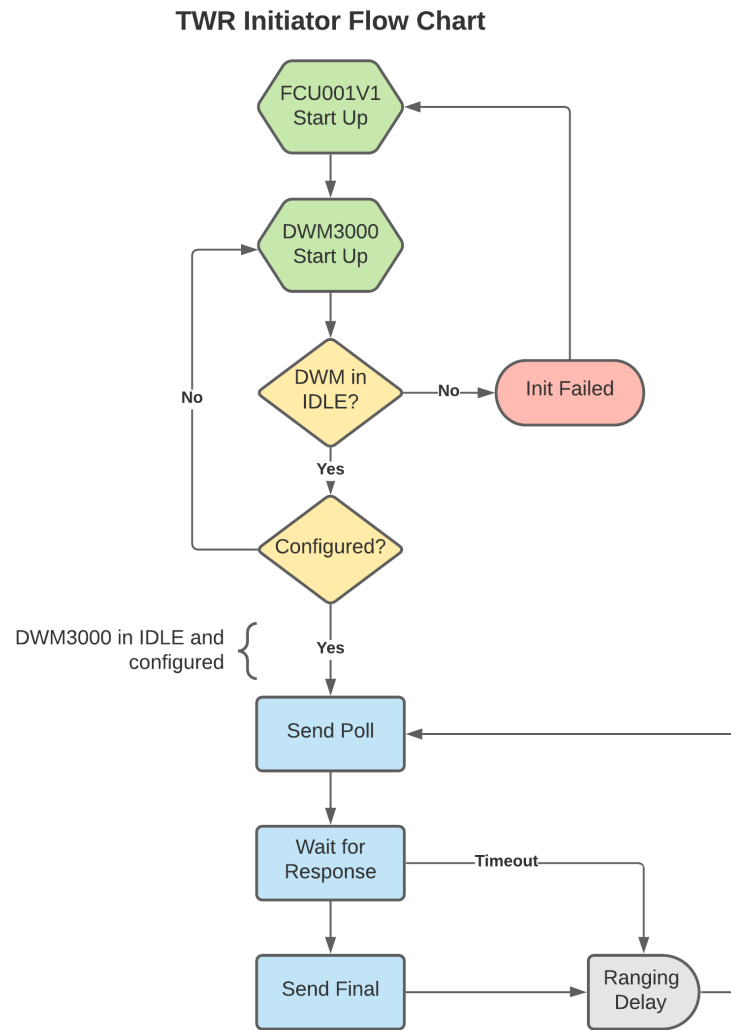 TWR Initiator Flow Chart
FCU001V1
Start Up
DWM3000
Start Up
DWM in
IDLE?
No
Init Failed
No
Yes
Configured?
DWM3000 in IDLE and
configured
Yes
Send Poll
Wait for
Response
Timeout
Send Final
Ranging
Delay